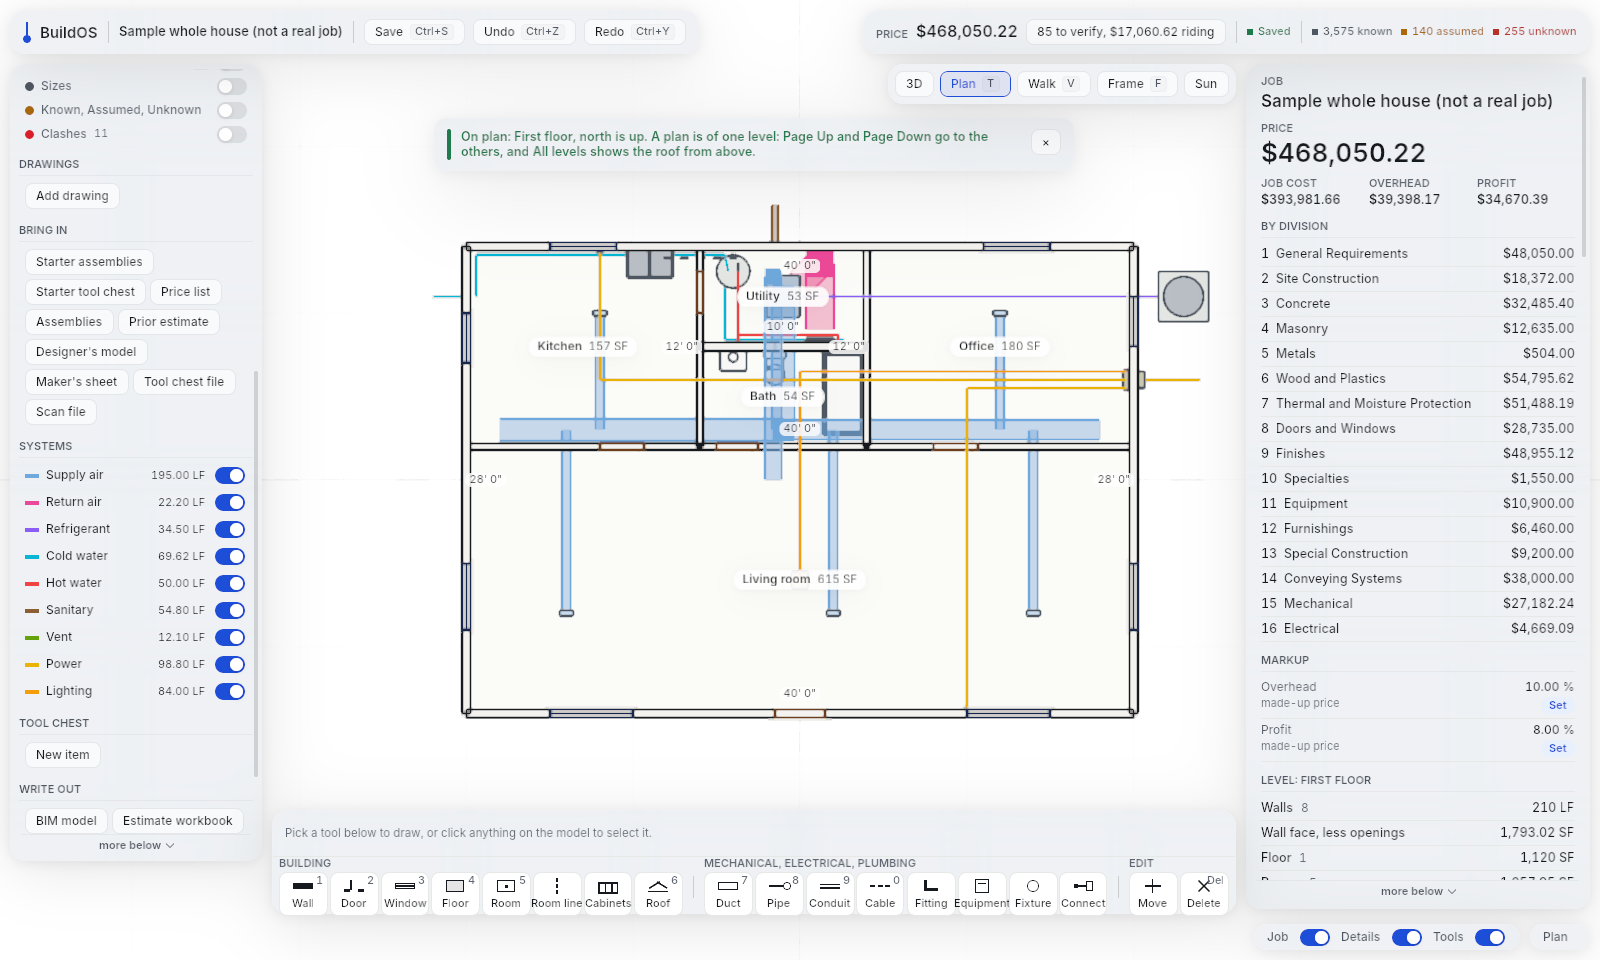 BuildOS
Sample whole house (not a real job)
Save Ctrl+S
Undo Ctrl+Z
Redo Ctrl+Y
PRICE $468,050.22
85 to verify, $17,060.62 riding
Saved
3,575 known
140 assumed
255 unknown
3D
Plan T
Walk V
Frame F
Sun
On plan: First floor, north is up. A plan is of one level: Page Up and Page Down go to the
others, and All levels shows the roof from above.
×
Sizes
Known, Assumed, Unknown
Clashes 11
DRAWINGS
Add drawing
BRING IN
Starter assemblies
Starter tool chest
Price list
Assemblies
Prior estimate
Designer's model
Maker's sheet
Tool chest file
Scan file
SYSTEMS
Supply air 195.00 LF
Return air 22.20 LF
Refrigerant 34.50 LF
Cold water 69.62 LF
Hot water 50.00 LF
Sanitary 54.80 LF
Vent 12.10 LF
Power 98.80 LF
Lighting 84.00 LF
TOOL CHEST
New item
WRITE OUT
BIM model
Estimate workbook
more below
40' 0"
Utility 53 SF
10' 0"
Kitchen 157 SF
12' 0"
12' 0"
Office 180 SF
Bath 54 SF
40' 0"
28' 0"
28' 0"
Living room 615 SF
40' 0"
Pick a tool below to draw, or click anything on the model to select it.
BUILDING
Wall 1
Door 2
Window 3
Floor 4
Room 5
Room line
Cabinets
Roof 6
MECHANICAL, ELECTRICAL, PLUMBING
Duct 7
Pipe 8
Conduit 9
Cable 0
Fitting
Equipment
Fixture
Connect
EDIT
Move
Delete Del
JOB
Sample whole house (not a real job)
PRICE
$468,050.22
JOB COST OVERHEAD PROFIT
$393,981.66 $39,398.17 $34,670.39
BY DIVISION
1 General Requirements $48,050.00
2 Site Construction $18,372.00
3 Concrete $32,485.40
4 Masonry $12,635.00
5 Metals $504.00
6 Wood and Plastics $54,795.62
7 Thermal and Moisture Protection $51,488.19
8 Doors and Windows $28,735.00
9 Finishes $48,955.12
10 Specialties $1,550.00
11 Equipment $10,900.00
12 Furnishings $6,460.00
13 Special Construction $9,200.00
14 Conveying Systems $38,000.00
15 Mechanical $27,182.24
16 Electrical $4,669.09
MARKUP
Overhead 10.00 %
made-up price Set
Profit 8.00 %
made-up price Set
LEVEL: FIRST FLOOR
Walls 8 210 LF
Wall face, less openings 1,793.02 SF
Floor 1 1,120 SF
more below
Job
Details
Tools
Plan